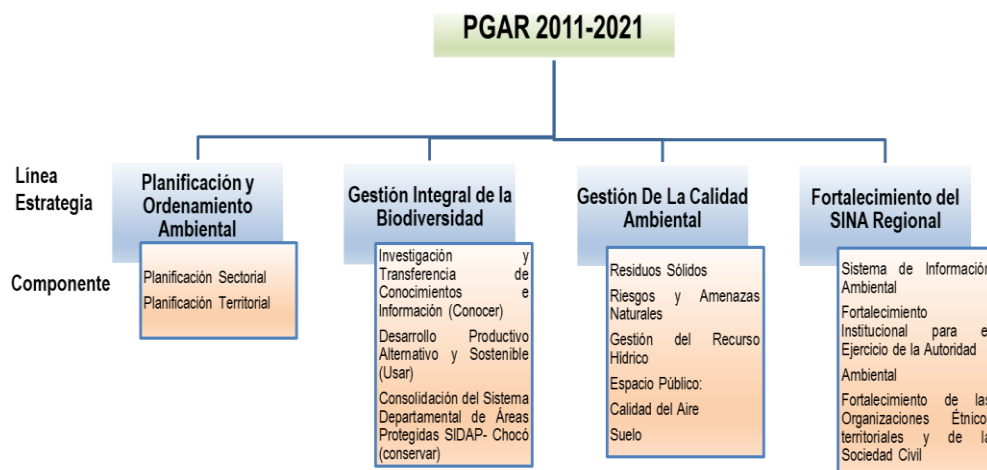 PGAR 2011-2021
Línea
Estrategia
Planificación y
Ordenamiento
Ambiental
Gestión Integral de la
Biodiversidad
Gestión De La Calidad
Ambiental
Fortalecimiento del
SINA Regional
Componente
Planificación Sectorial
Planificación Territorial
Investigación y
Transferencia de
Conocimientos e
Información (Conocer)
Desarrollo Productivo
Alternativo y Sostenible
(Usar)
Consolidación del Sistema
Departamental de Áreas
Protegidas SIDAP- Chocó
(conservar)
Residuos Sólidos
Riesgos y Amenazas
Naturales
Gestión del Recurso
Hídrico
Espacio Público:
Calidad del Aire
Suelo
Sistema de Información
Ambiental
Fortalecimiento
Institucional para e
Ejercicio de la Autoridad
Ambiental
Fortalecimiento de las
Organizaciones Étnico
territoriales y de la
Sociedad Civil